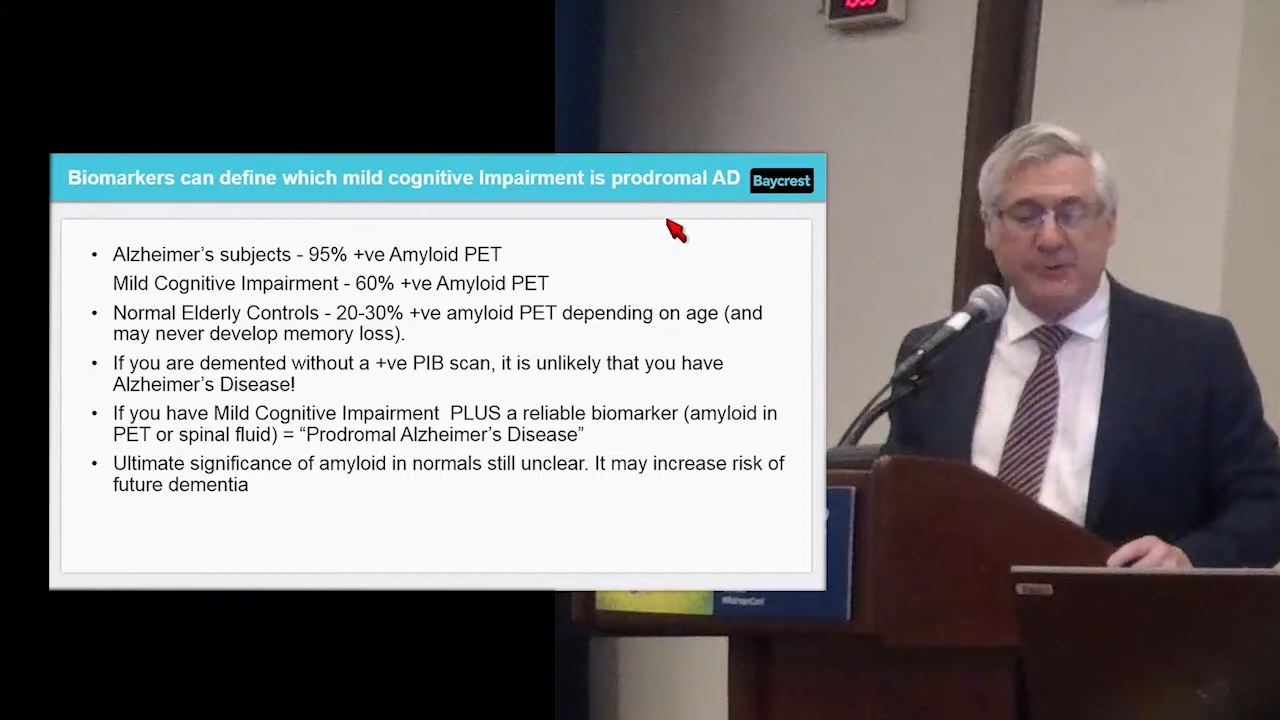 Biomarkers can define which mild cognitive Impairment is prodromal AD
Baycrest
• Alzheimer's subjects - 95% +ve Amyloid PET
Mild Cognitive Impairment - 60% +ve Amyloid PET
• Normal Elderly Controls - 20-30% +ve amyloid PET depending on age (and
may never develop memory loss).
• If you are demented without a +ve PIB scan, it is unlikely that you have
Alzheimer's Disease!
• If you have Mild Cognitive Impairment PLUS a reliable biomarker (amyloid in
PET or spinal fluid) = “Prodromal Alzheimer's Disease”
• Ultimate significance of amyloid in normals still unclear. It may increase risk of
future dementia